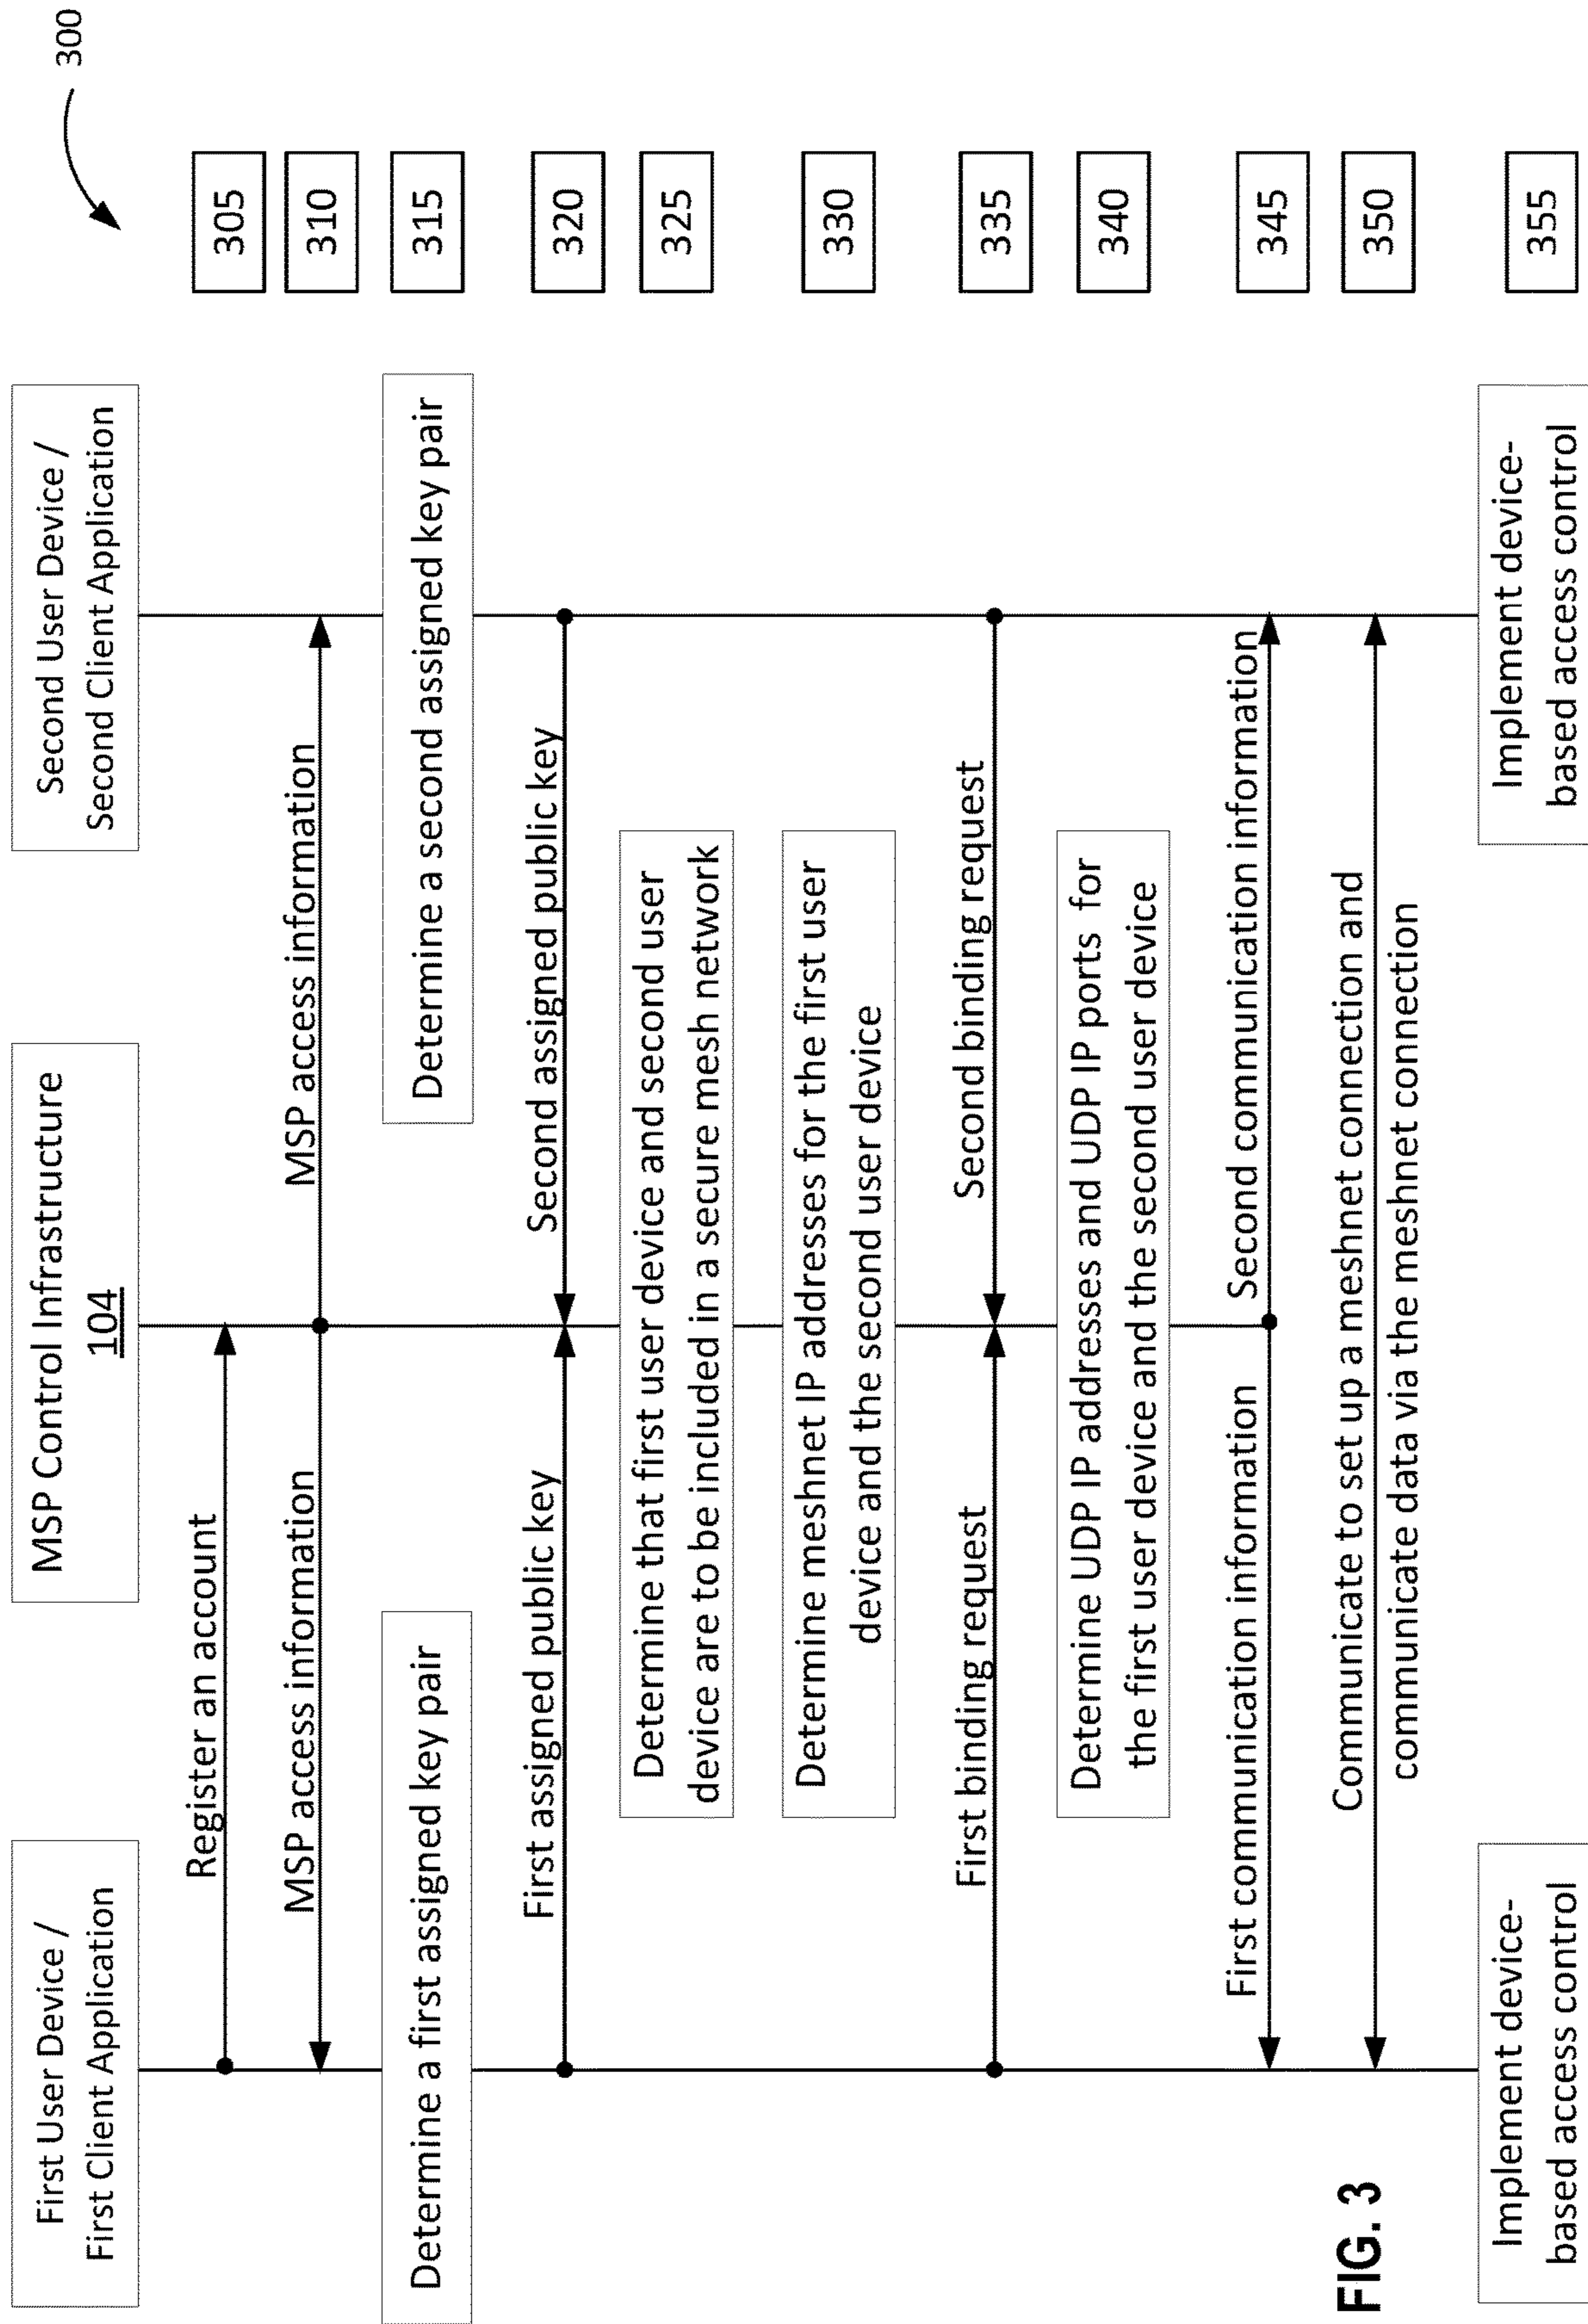 300
First User Device /
First Client Application
MSP Control Infrastructure
104
Second User Device /
Second Client Application
Register an account
305
MSP access information
MSP access information
310
Determine a first assigned key pair
Determine a second assigned key pair
315
First assigned public key
Second assigned public key
320
Determine that first user device and second user
device are to be included in a secure mesh network
325
Determine meshnet IP addresses for the first user
device and the second user device
330
First binding request
Second binding request
335
Determine UDP IP addresses and UDP IP ports for
the first user device and the second user device
340
First communication information
Second communication information
345
Communicate to set up a meshnet connection and
communicate data via the meshnet connection
350
Implement device-
based access control
Implement device-
based access control
355
FIG. 3